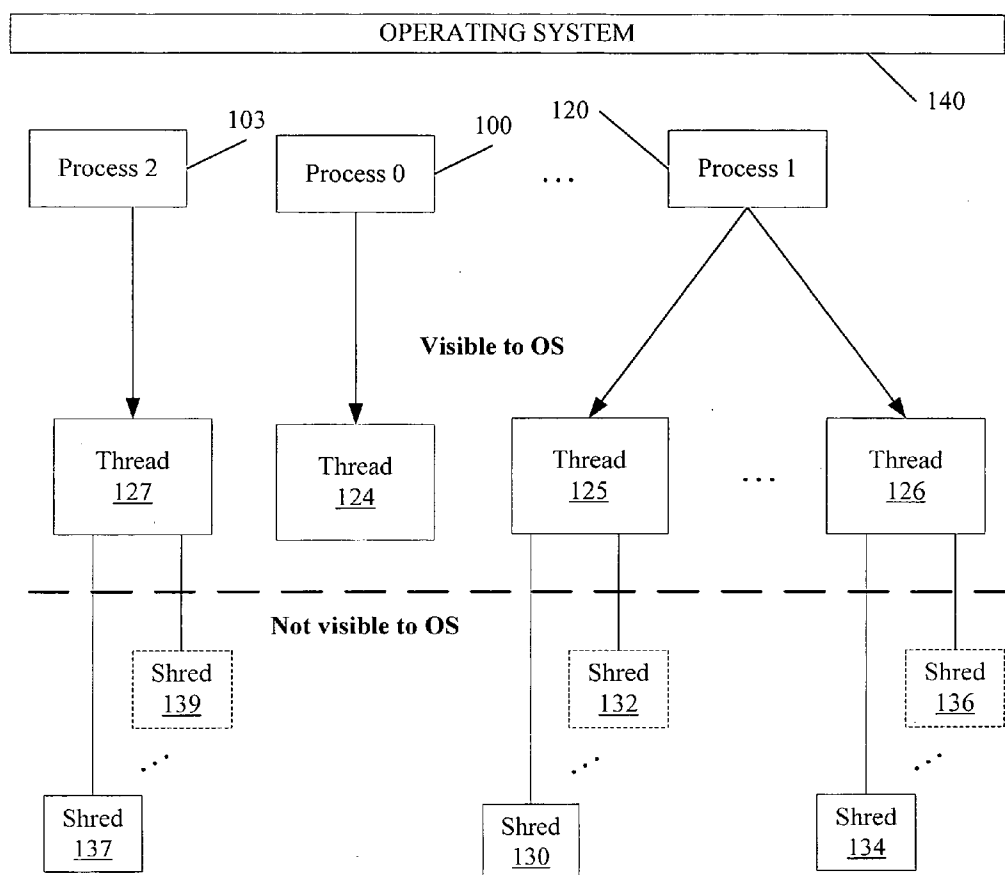 OPERATING SYSTEM
140
103
100
120
Process 2
Process 0
...
Process 1
Visible to OS
Thread
127
Thread
124
Thread
125
...
Thread
126
Not visible to OS
Shred
139
Shred
132
Shred
136
...
...
...
Shred
137
Shred
130
Shred
134